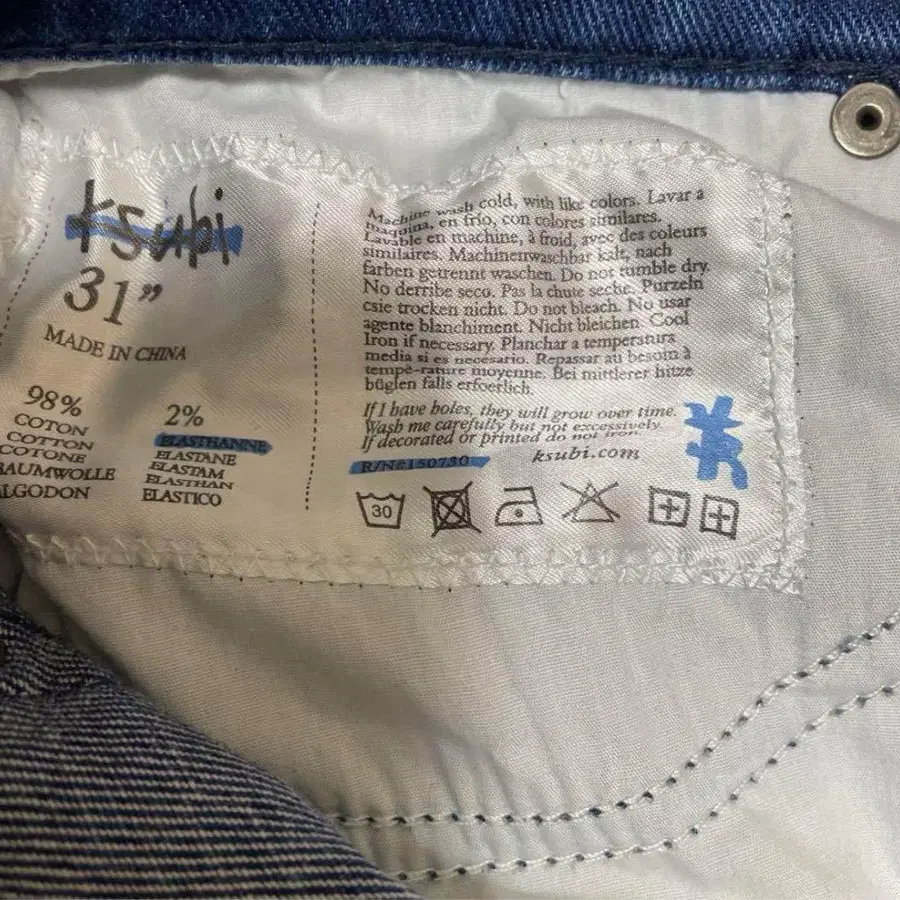 ksubi
31”
MADE IN CHINA
98%
COTON
COTTON
COTONE
BAUMWOLLE
ALGODON
2%
ELASTHANNE
ELASTANE
ELASTAM
ELASTHAN
ELASTICO
Machine wash cold, with like colors. Lavar a
maquina, en frío, con colores similares.
Lavable en machine, à froid, avec des couleurs
similaires. Machinenwaschbar kalt, nach
farben getrennt waschen. Do not tumble dry.
No derribe seco. Pas la chute seche. Purzeln
csie trocken nicht. Do not bleach. No usar
agente blanchiment. Nicht bleichen. Cool
Iron if necessary. Planchar a temperatura
media si es necesario. Repassar au besoin à
tempè-rature moyenne. Bei mittlerer hitze
büglen falls erfoerlich.
If I have holes, they will grow over time.
Wash me carefully but not excessively.
If decorated or printed do not iron.
R/N#150730
ksubi.com
30